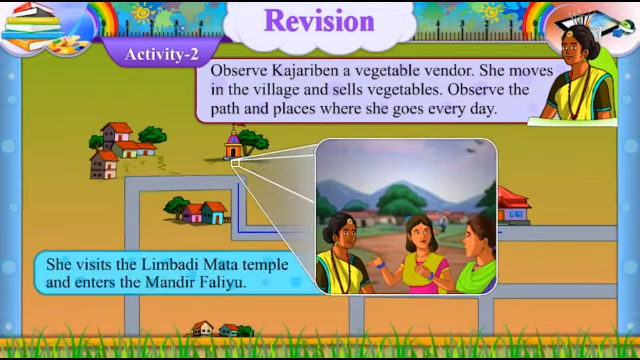 Revision
Activity-2
Observe Kajariben a vegetable vendor. She moves
in the village and sells vegetables. Observe the
path and places where she goes every day.
She visits the Limbadi Mata temple
and enters the Mandir Faliyu.